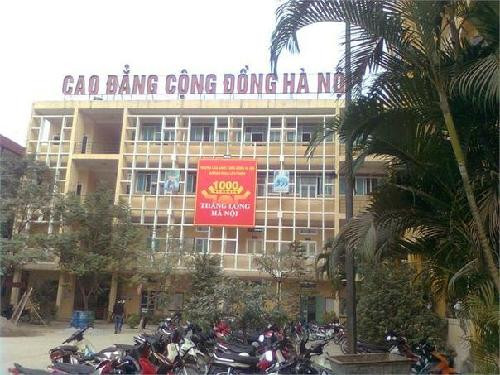 CAO ĐẲNG CỘNG ĐỒNG HÀ NỘI
1000
THĂNG LONG
HÀ NỘI